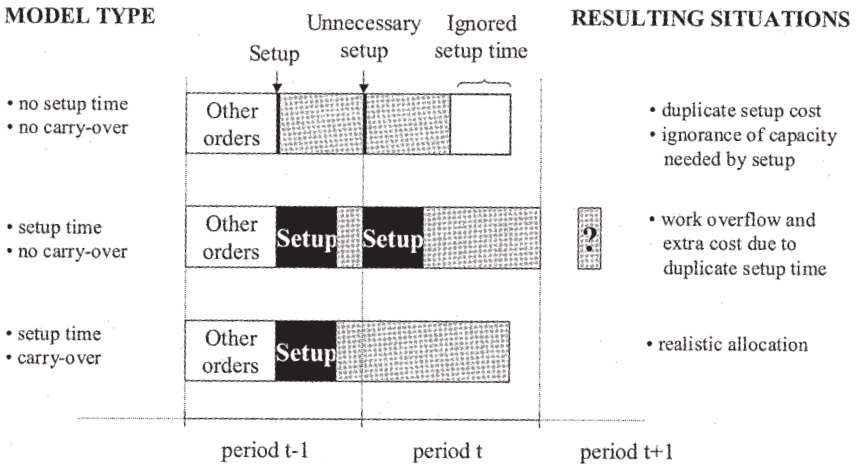 MODEL TYPE
Unnecessary
setup
Ignored
setup time
RESULTING SITUATIONS
Setup
• no setup time
• no carry-over
Other
orders
• duplicate setup cost
• ignorance of capacity
needed by setup
• setup time
• no carry-over
Other
orders
Setup
Setup
?
• work overflow and
extra cost due to
duplicate setup time
• setup time
• carry-over
Other
orders
Setup
• realistic allocation
period t-1
period t
period t+1